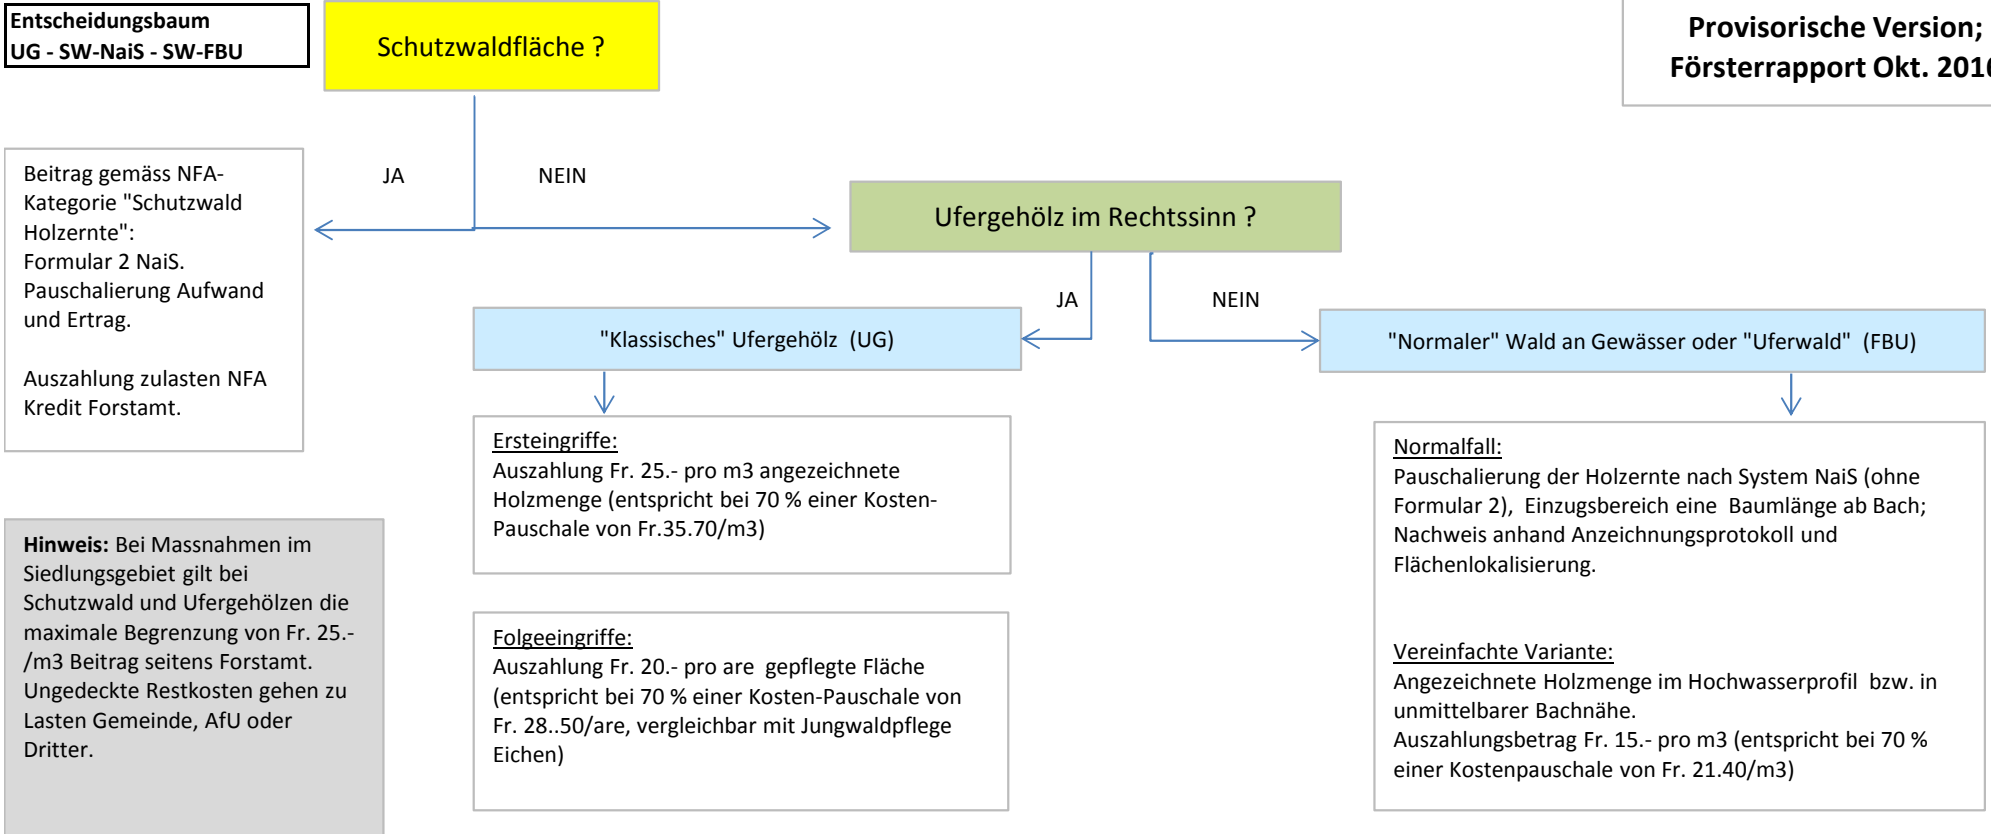 Entscheidungsbaum
UG - SW-NaiS - SW-FBU
Schutzwaldfläche ?
Provisorische Version;
Försterrapport Okt. 2016
JA
NEIN
Beitrag gemäss NFA-
Kategorie "Schutzwald
Holzernte":
Formular 2 NaiS.
Pauschalierung Aufwand
und Ertrag.
Auszahlung zulasten NFA
Kredit Forstamt.
Ufergehölz im Rechtssinn ?
JA
NEIN
"Klassisches" Ufergehölz (UG)
"Normaler" Wald an Gewässer oder "Uferwald" (FBU)
Ersteingriffe:
Auszahlung Fr. 25.- pro m3 angezeichnete
Holzmenge (entspricht bei 70 % einer Kosten-
Pauschale von Fr.35.70/m3)
Normalfall:
Pauschalierung der Holzernte nach System NaiS (ohne
Formular 2), Einzugsbereich eine Baumlänge ab Bach;
Nachweis anhand Anzeichnungsprotokoll und
Flächenlokalisierung.
Hinweis: Bei Massnahmen im
Siedlungsgebiet gilt bei
Schutzwald und Ufergehölzen die
maximale Begrenzung von Fr. 25.-
/m3 Beitrag seitens Forstamt.
Ungedeckte Restkosten gehen zu
Lasten Gemeinde, AfU oder
Dritter.
Folgeeingriffe:
Auszahlung Fr. 20.- pro are gepflegte Fläche
(entspricht bei 70 % einer Kosten-Pauschale von
Fr. 28..50/are, vergleichbar mit Jungwaldpflege
Eichen)
Vereinfachte Variante:
Angezeichnete Holzmenge im Hochwasserprofil bzw. in
unmittelbarer Bachnähe.
Auszahlungsbetrag Fr. 15.- pro m3 (entspricht bei 70 %
einer Kostenpauschale von Fr. 21.40/m3)